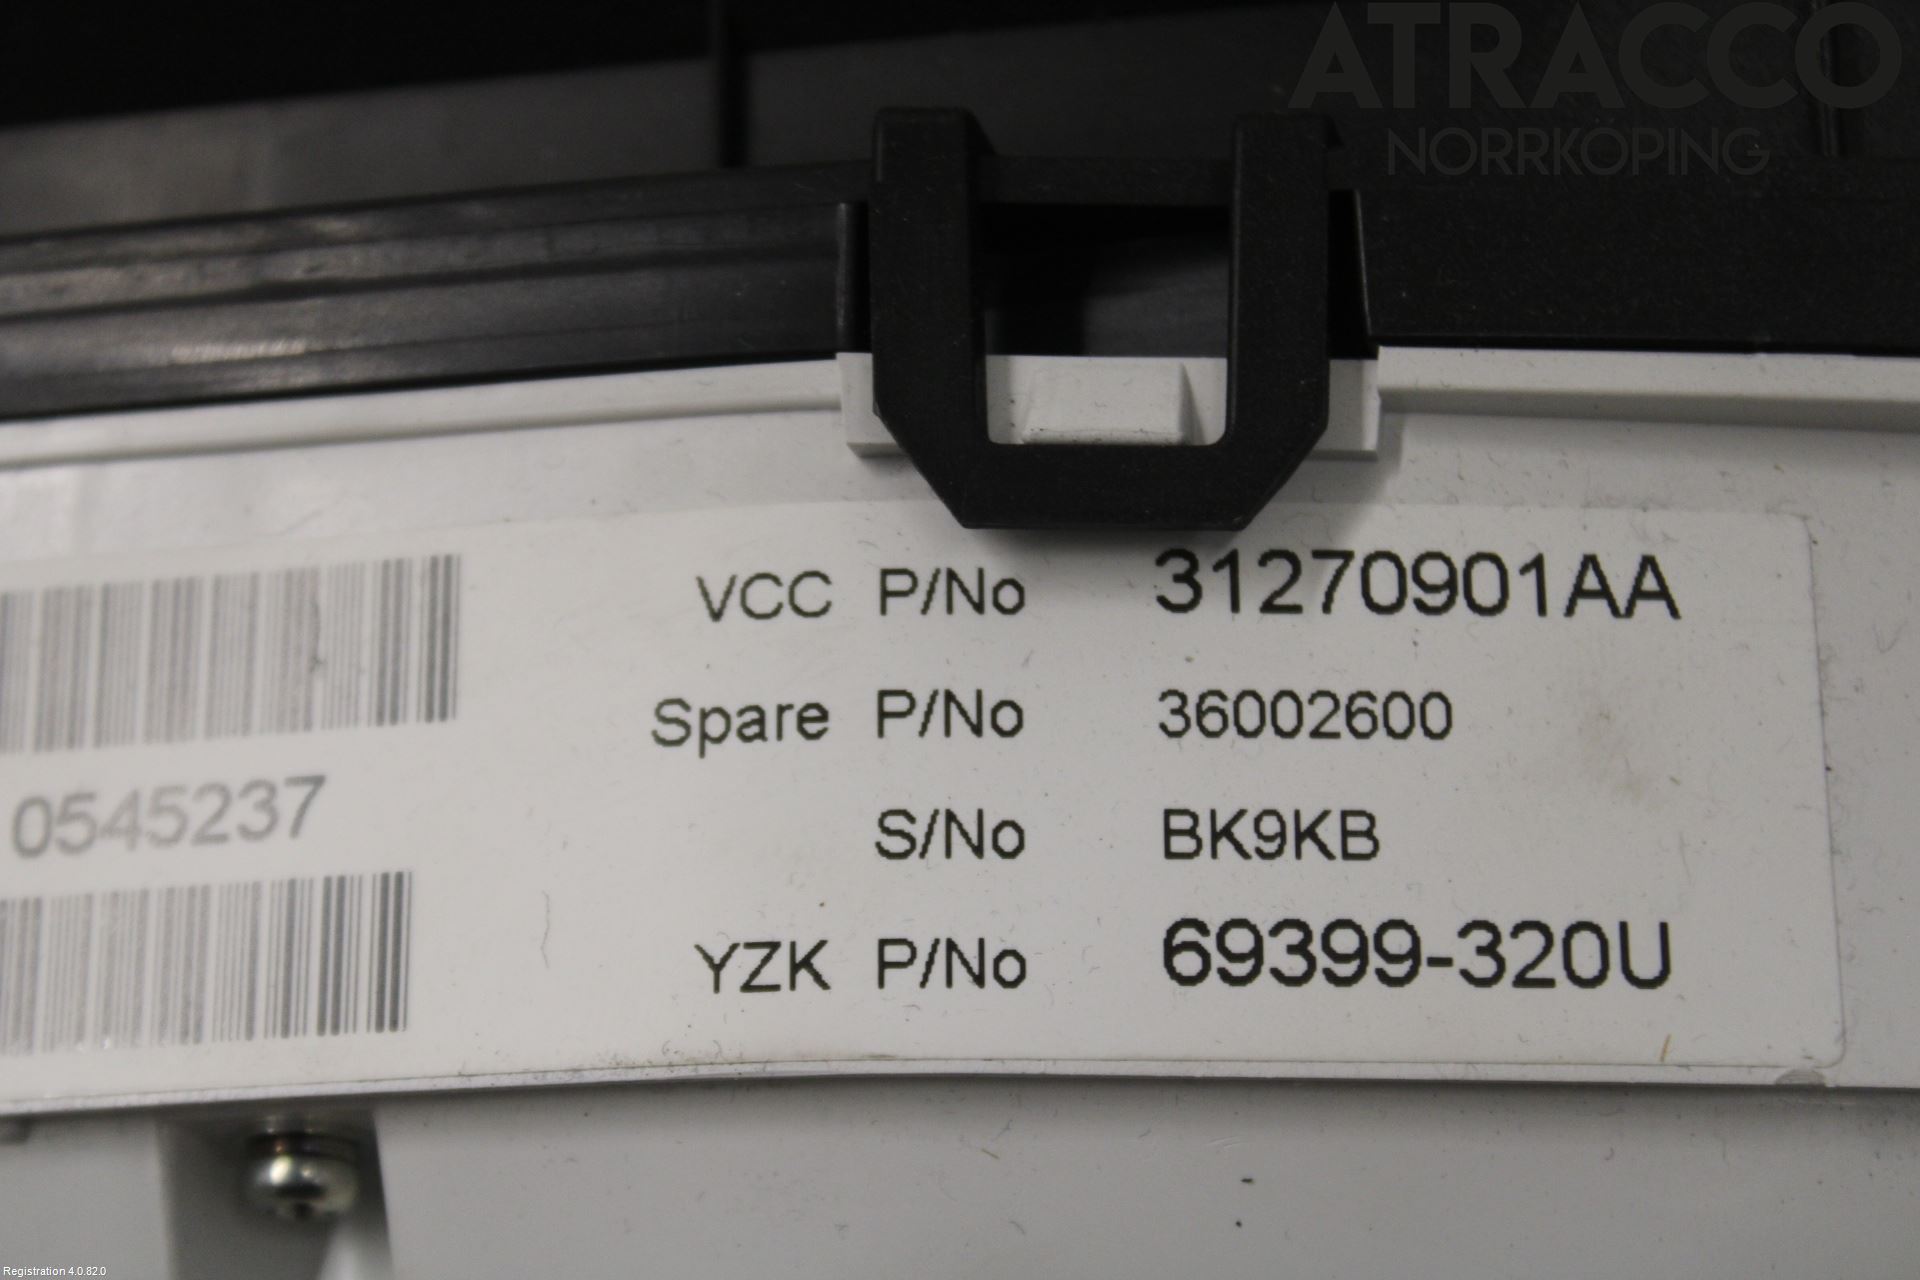 ATRACCO
NORRKÖPING
VCC P/No 31270901AA
Spare P/No 36002600
0545237
S/No BK9KB
YZK P/No 69399-320U
Registration 4.0.82.0